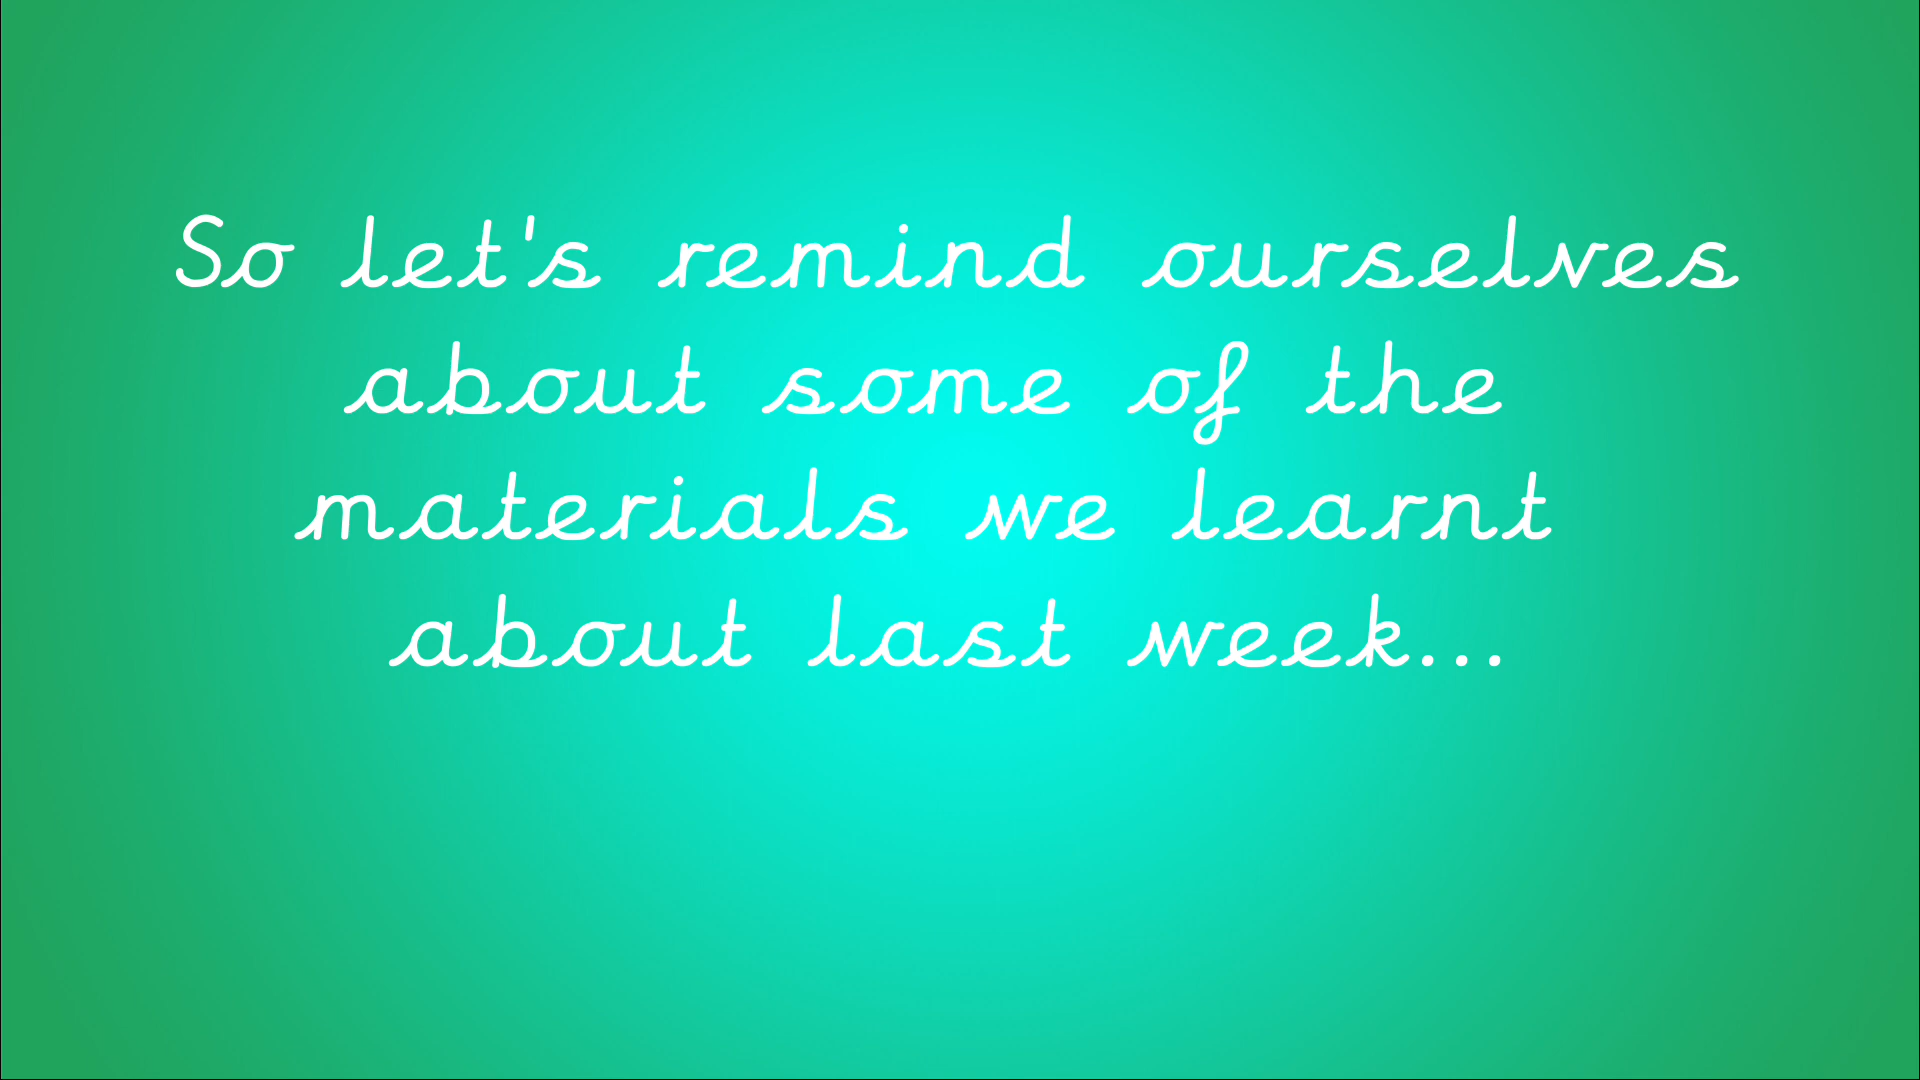 So let's remind ourselves
about some of the
materials we learnt
about last week...